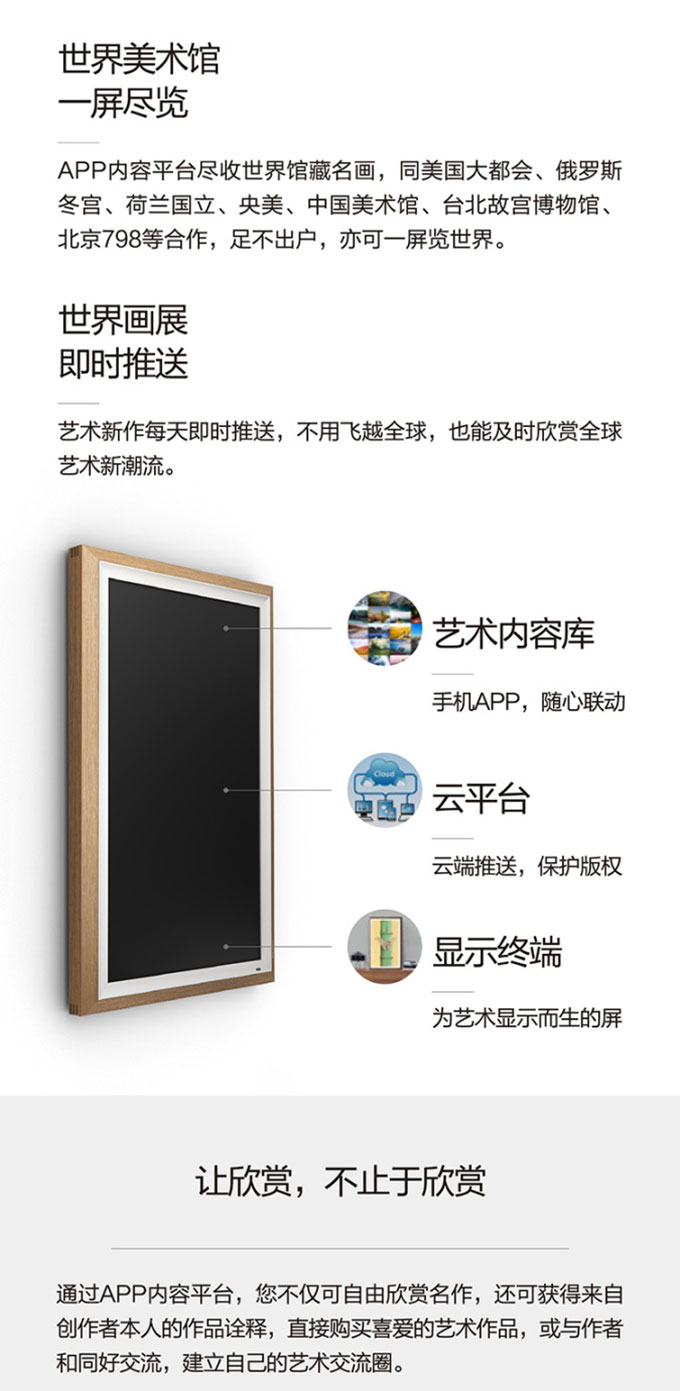 世界美术馆
一屏尽览
APP内容平台尽收世界馆藏名画，同美国大都会、俄罗斯
冬宫、荷兰国立、央美、中国美术馆、台北故宫博物馆、
北京798等合作，足不出户，亦可一屏览世界。
世界画展
即时推送
艺术新作每天即时推送，不用飞越全球，也能及时欣赏全球
艺术新潮流。
艺术内容库
手机APP，随心联动
Cloud
云平台
云端推送，保护版权
显示终端
为艺术显示而生的屏
让欣赏，不止于欣赏
通过APP内容平台，您不仅可自由欣赏名作，还可获得来自
创作者本人的作品诠释，直接购买喜爱的艺术作品，或与作者
和同好交流，建立自己的艺术交流圈。